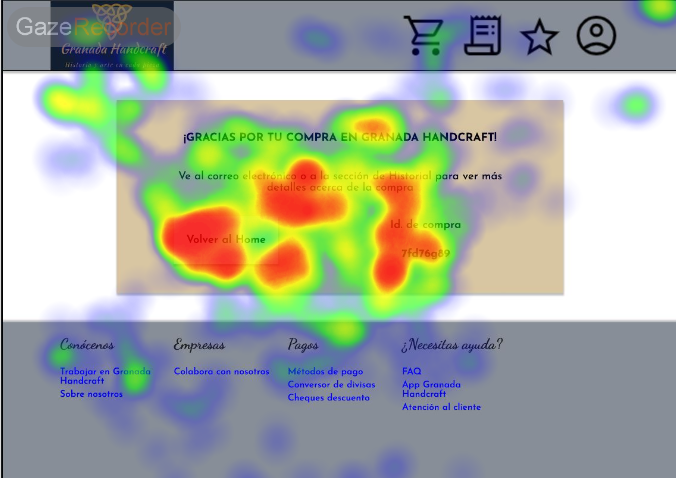 GazeRecorder
Granada Handcraft
Historia y arte en cada pieza
¡GRACIAS POR TU COMPRA EN GRANADA HANDCRAFT!
Ve al correo electrónico o a la sección de Historial para ver más
detalles acerca de la compra
Id. de compra
Volver al Home
7fd76g89
Conócenos
Empresas
Pagos
¿Necesitas ayuda?
Trabajar en Granada
Handcraft
Sobre nosotros
Colabora con nosotros
Métodos de pago
Conversor de divisas
Cheques descuento
FAQ
App Granada
Handcraft
Atención al cliente